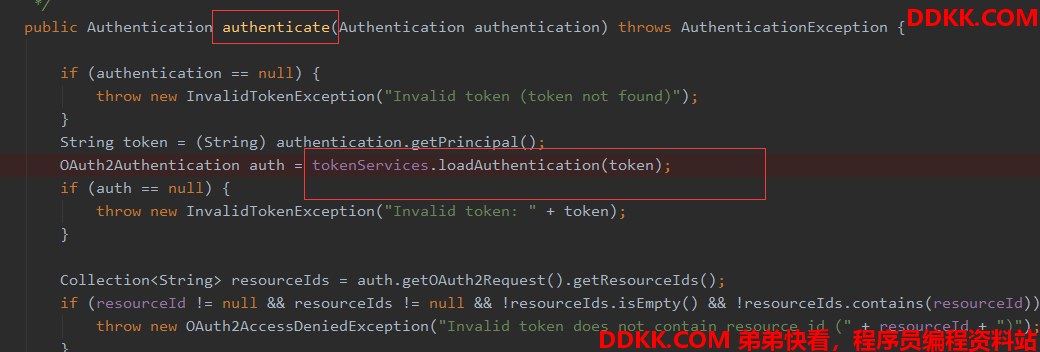 */
DDKK.COM
public Authentication authenticate(Authentication authentication) throws AuthenticationException {
if (authentication == null) {
throw new InvalidTokenException("Invalid token (token not found)");
}
String token = (String) authentication.getPrincipal();
OAuth2Authentication auth = tokenServices.loadAuthentication(token);
if (auth == null) {
throw new InvalidTokenException("Invalid token: " + token);
}
Collection<String> resourceIds = auth.getOAuth2Request().getResourceIds();
if (resourceId != null && resourceIds != null && !resourceIds.isEmpty() && !resourceIds.contains(resourceId))
throw new OAuth2AccessDeniedException("Invalid token does not contain resource id (" + resourceId + ")");
}
DDKK.COM 弟弟快看，程序员编程资料站